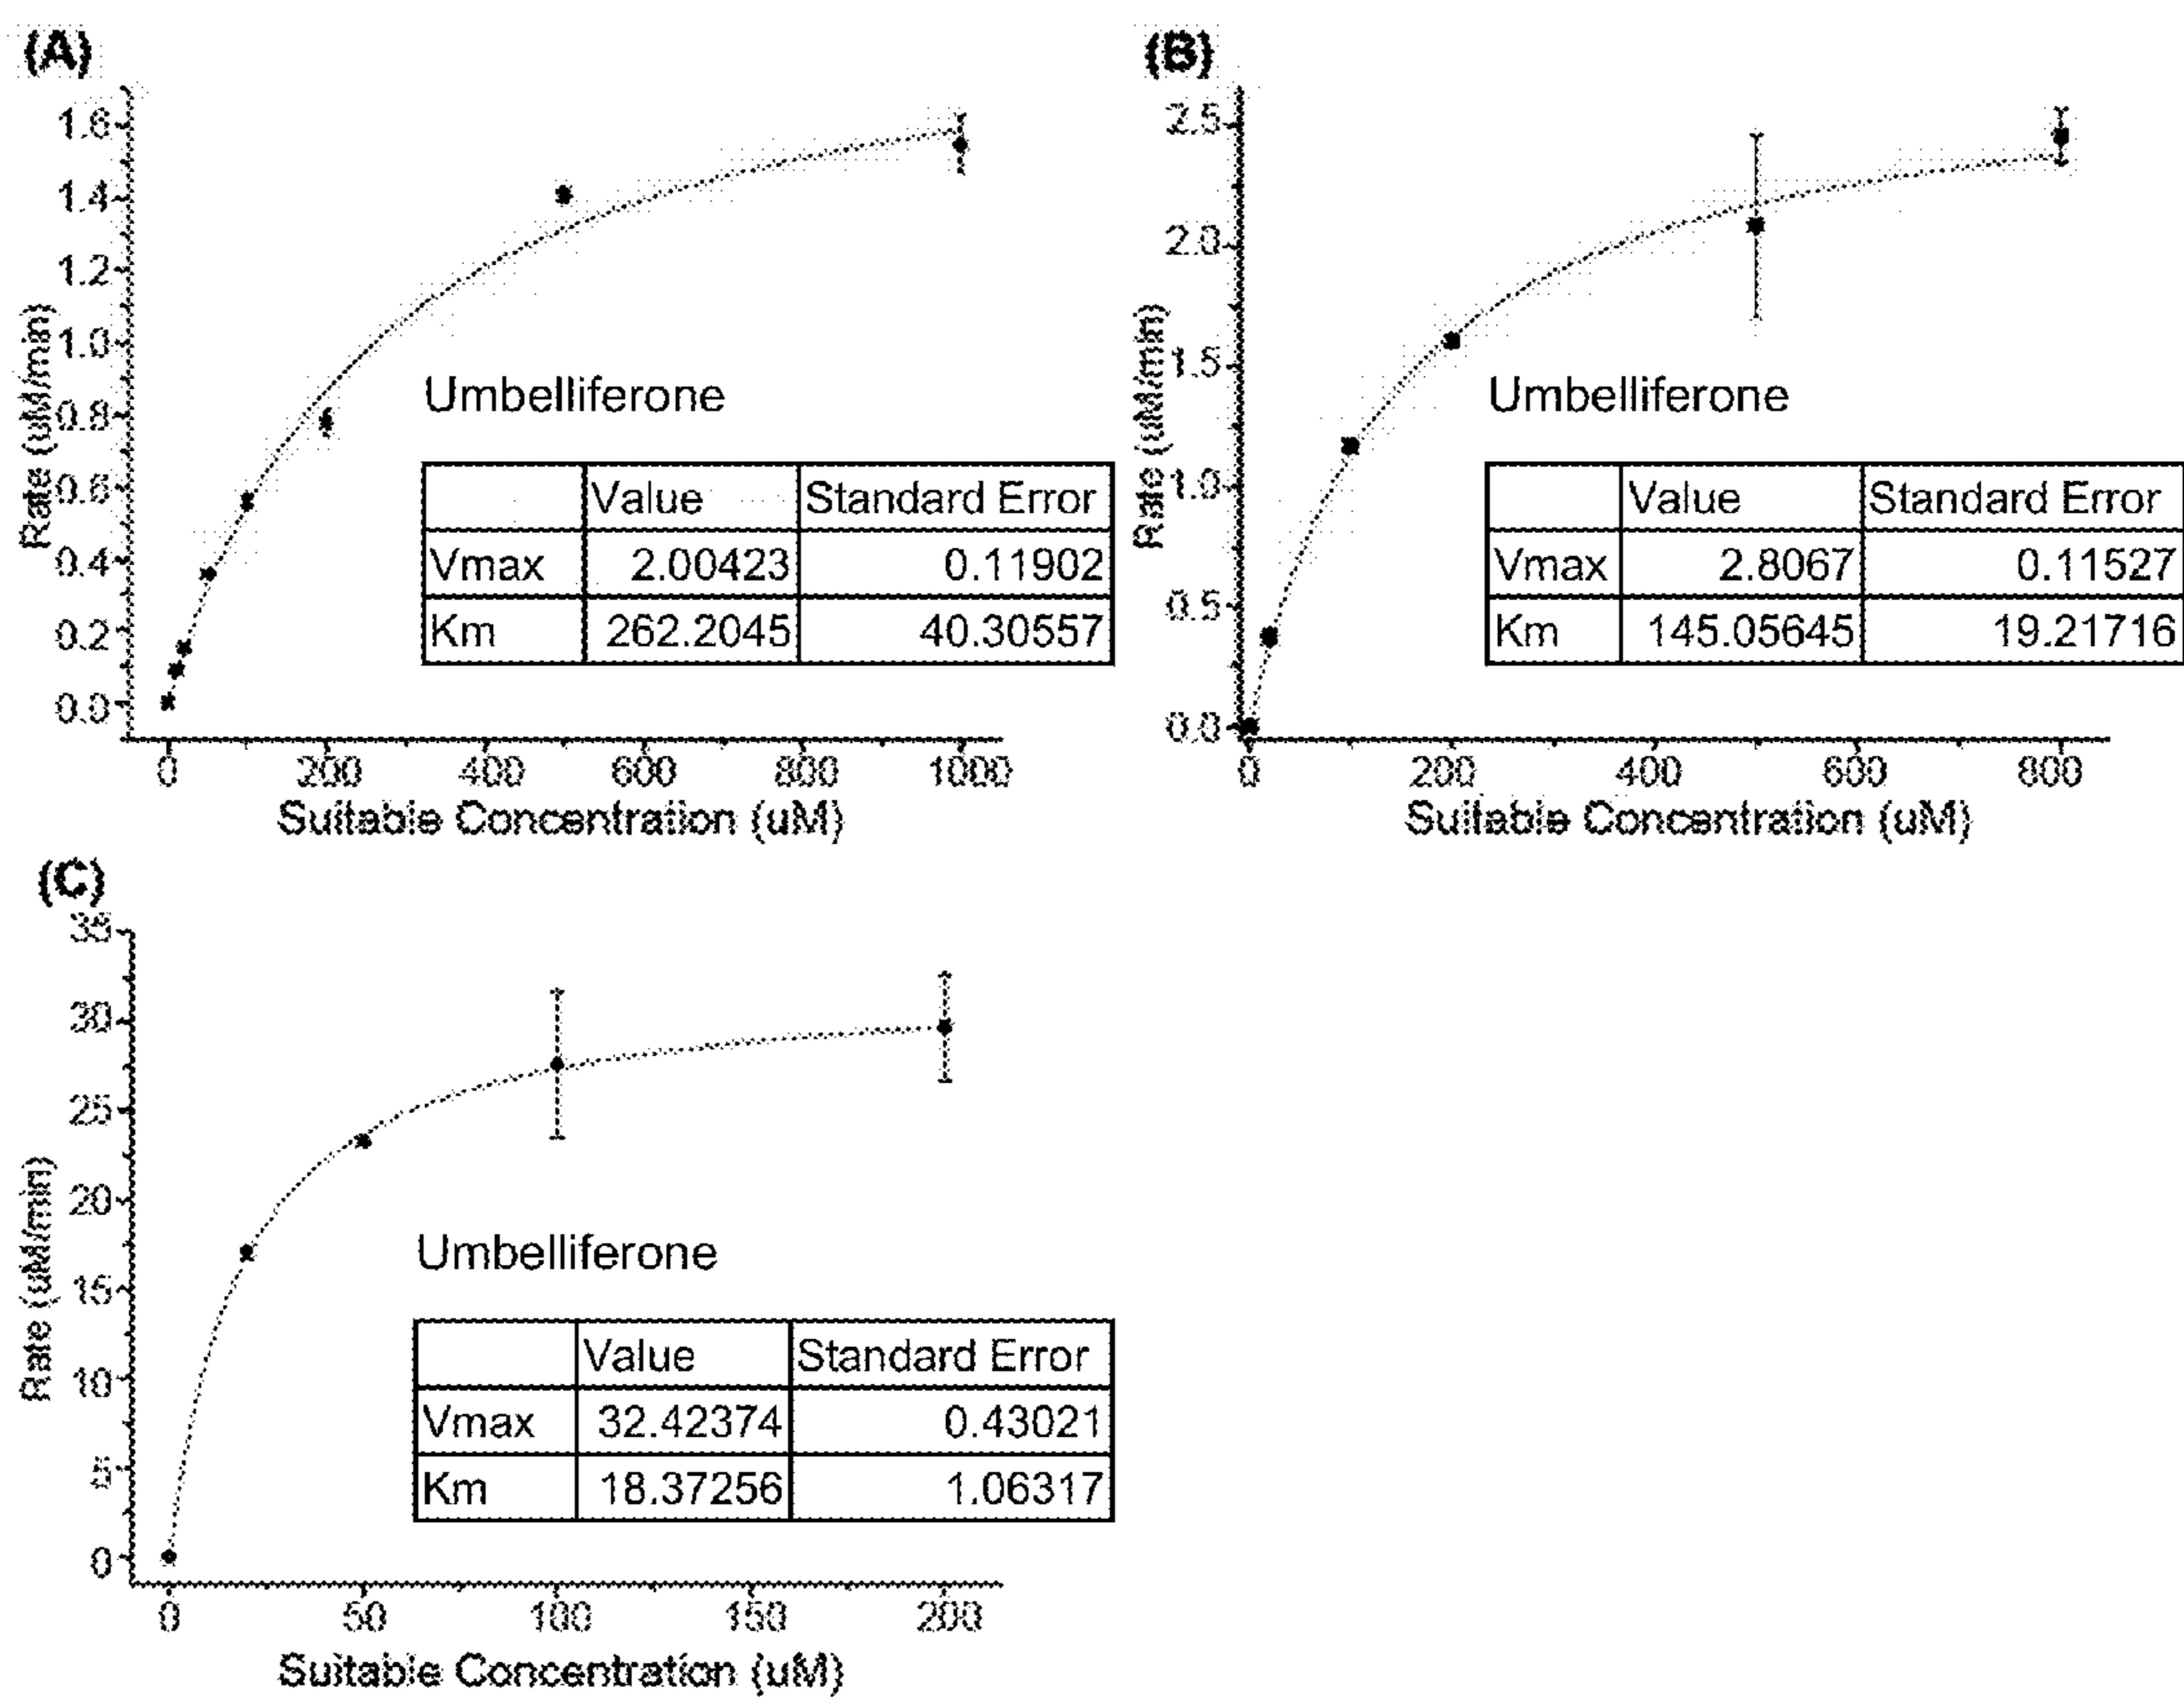 (A)
1.6
1.4
1.2
1.0
0.8
0.6
0.4
0.2
0.0
Rate (uM/min)
0 200 400 600 800 1000
Suitable Concentration (uM)
Umbelliferone
Value Standard Error
Vmax 2.00423 0.11902
Km 262.2045 40.30557
(B)
2.5
2.0
1.5
1.0
0.5
0.0
Rate (uM/min)
0 200 400 600 800
Suitable Concentration (uM)
Umbelliferone
Value Standard Error
Vmax 2.8067 0.11527
Km 145.05645 19.21716
(C)
35
30
25
20
15
10
5
0
Rate (uM/min)
0 50 100 150 200
Suitable Concentration (uM)
Umbelliferone
Value Standard Error
Vmax 32.42374 0.43021
Km 18.37256 1.06317